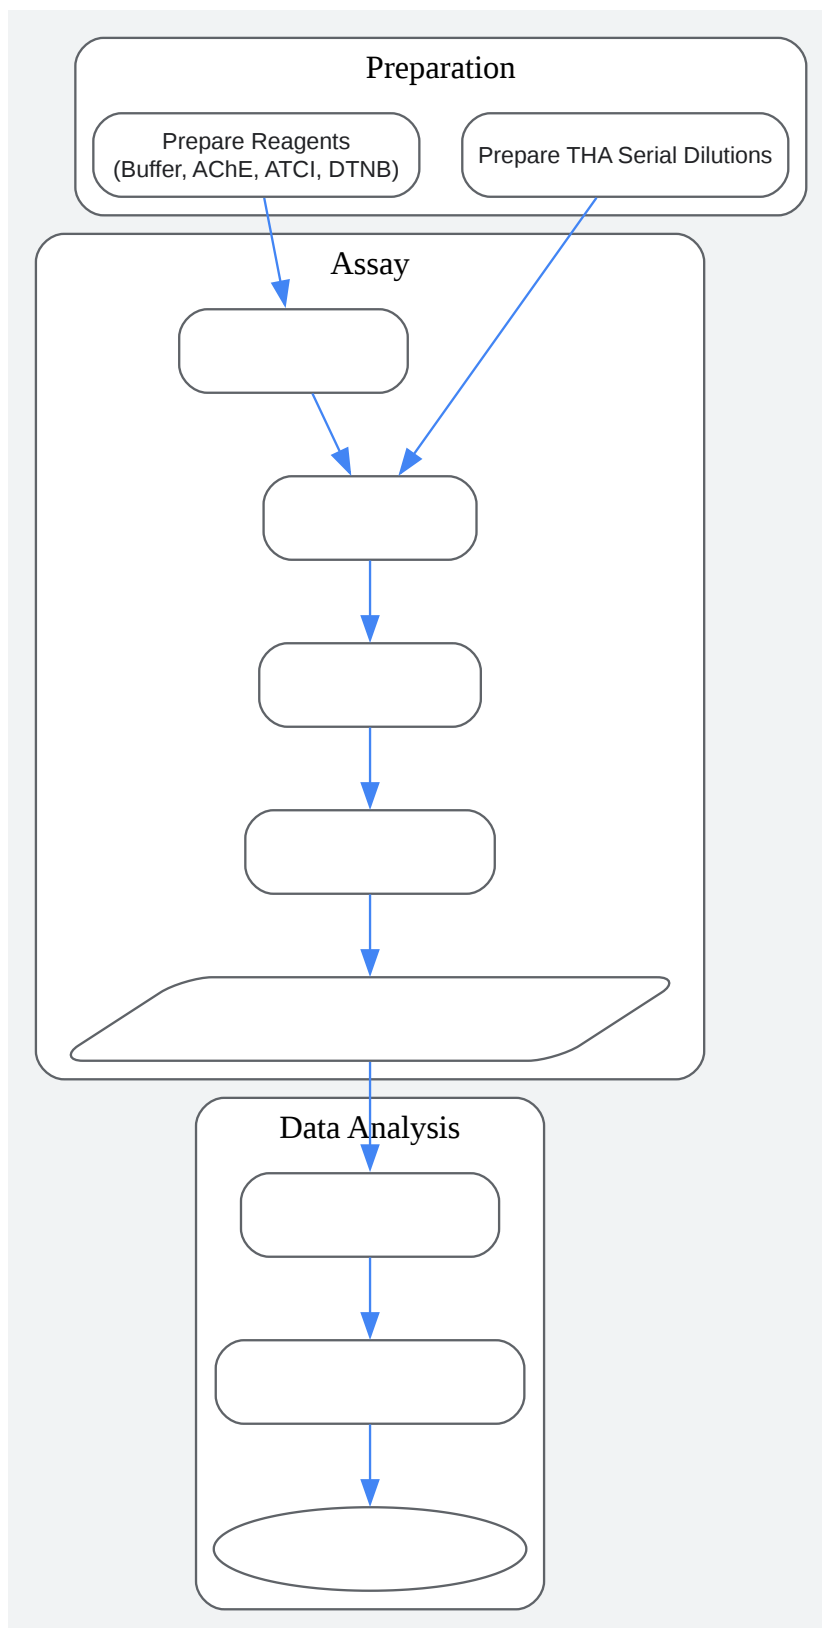 Preparation
Prepare Reagents
(Buffer, AChE, ATCI, DTNB)
Prepare THA Serial Dilutions
Assay
Data Analysis